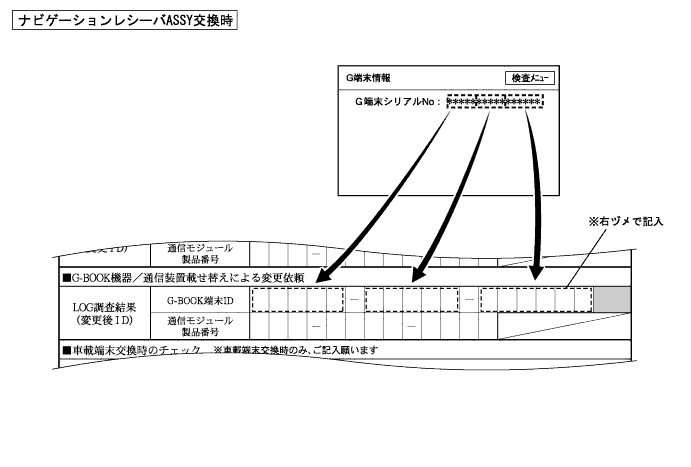 ナビゲーションレシーバASSY交換時
G端末情報
検査ﾒﾆｭｰ
G端末シリアルNo：***************
※右ヅメで記入
通信モジュール
製品番号
－
■G-BOOK機器／通信装置載せ替えによる変更依頼
LOG調査結果
（変更後ID）
G-BOOK端末ID
－ －
通信モジュール
製品番号
－ －
■車載端末交換時のチェック ※車載端末交換時のみ、ご記入願います